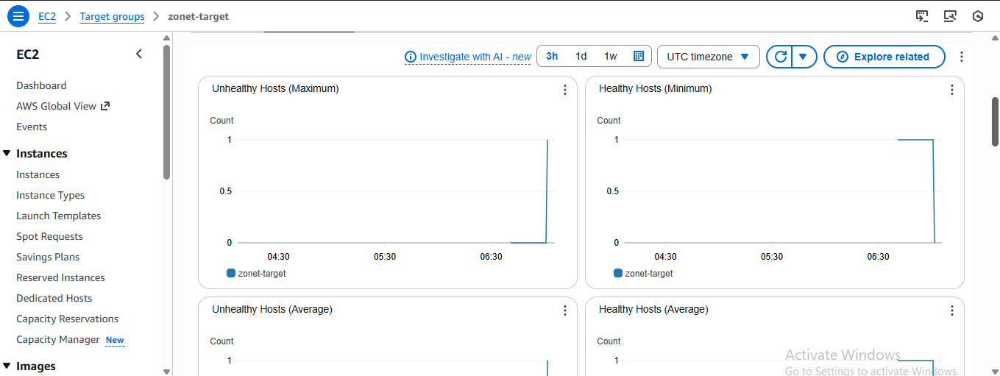 EC2 > Target groups > zonet-target
EC2
Dashboard
AWS Global View
Events
Instances
Instances
Instance Types
Launch Templates
Spot Requests
Savings Plans
Reserved Instances
Dedicated Hosts
Capacity Reservations
Capacity Manager New
Images
Investigate with AI - new
3h 1d 1w
UTC timezone
Explore related
Unhealthy Hosts (Maximum)
Count
1
0.5
0
04:30 05:30 06:30
zonet-target
Healthy Hosts (Minimum)
Count
1
0.5
0
04:30 05:30 06:30
zonet-target
Unhealthy Hosts (Average)
Count
1
Healthy Hosts (Average)
Count
1
Activate Windows
Go to Settings to activate Windows.